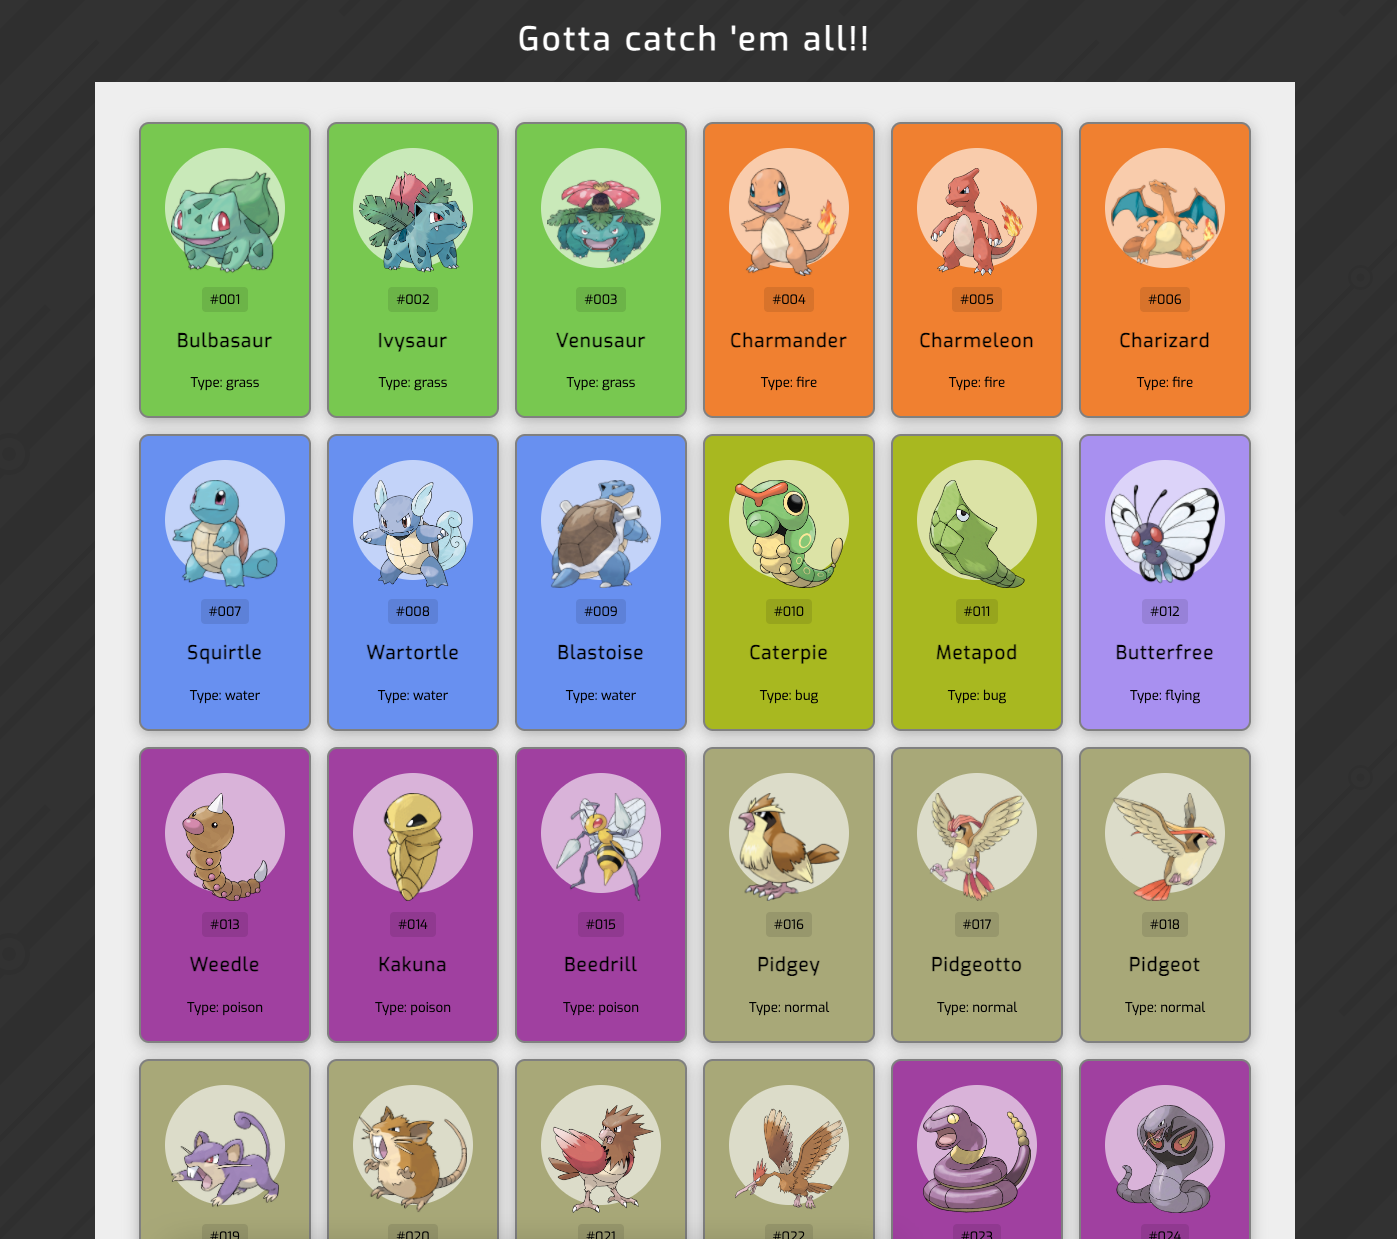 Gotta catch 'em all!!
#001 #002 #003 #004 #005 #006
Bulbasaur Ivysaur Venusaur Charmander Charmeleon Charizard
Type: grass Type: grass Type: grass Type: fire Type: fire Type: fire
#007 #008 #009 #010 #011 #012
Squirtle Wartortle Blastoise Caterpie Metapod Butterfree
Type: water Type: water Type: water Type: bug Type: bug Type: flying
#013 #014 #015 #016 #017 #018
Weedle Kakuna Beedrill Pidgey Pidgeotto Pidgeot
Type: poison Type: poison Type: poison Type: normal Type: normal Type: normal
#019 #020 #021 #022 #023 #024